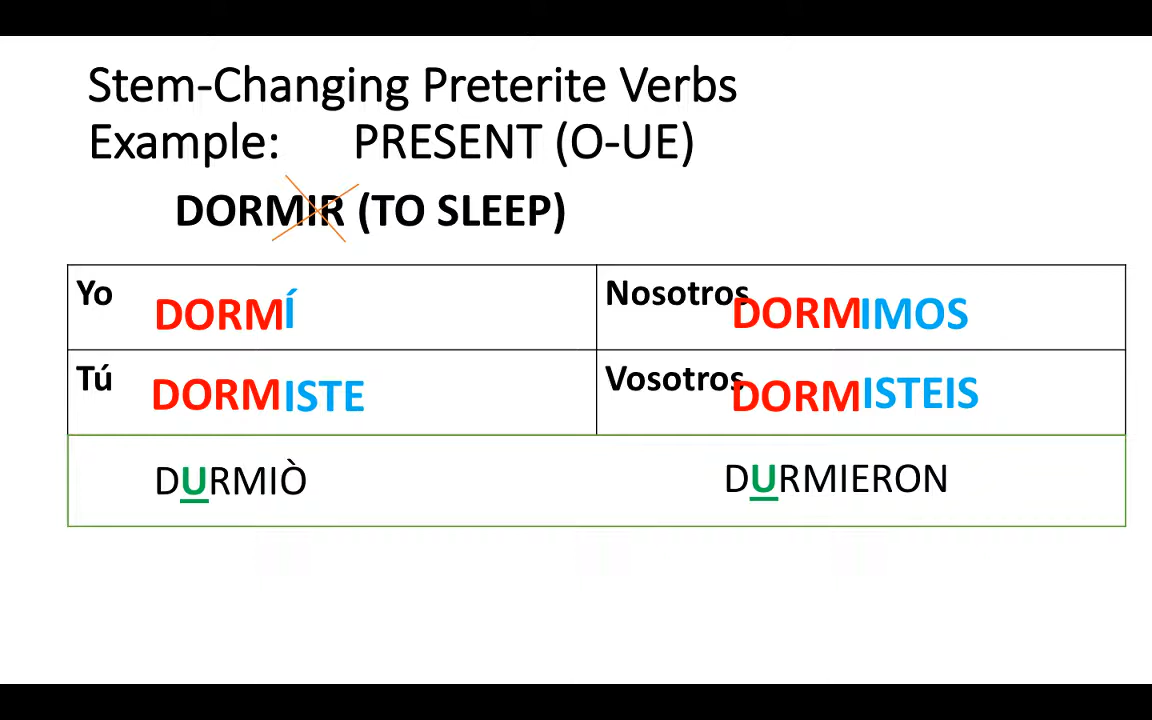 Stem-Changing Preterite Verbs
Example: PRESENT (O-UE)
DORMIR (TO SLEEP)
Yo DORMÍ Nosotros DORMIMOS
Tú DORMISTE Vosotros DORMISTEIS
DURMIÒ DURMIERON